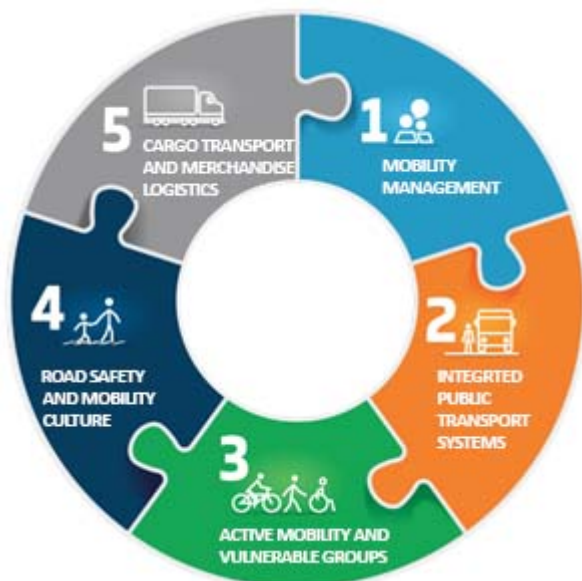 1
MOBILITY
MANAGEMENT
2
INTEGRTED
PUBLIC
TRANSPORT
SYSTEMS
3
ACTIVE MOBILITY AND
VULNERABLE GROUPS
4
ROAD SAFETY
AND MOBILITY
CULTURE
5
CARGO TRANSPORT
AND MERCHANDISE
LOGISTICS